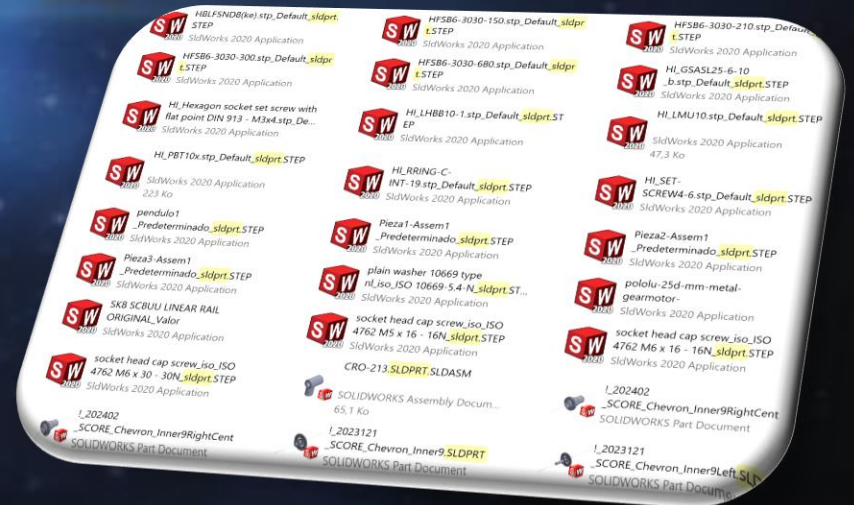 HBLFSND8(ke).stp_Default_sldprt.
STEP
SldWorks 2020 Application
HFSB6-3030-150.stp_Default_sldpr
t.STEP
SldWorks 2020 Application
HFSB6-3030-210.stp_Default_sldpr
t.STEP
SldWorks 2020 Application
HFSB6-3030-300.stp_Default_sldpr
t.STEP
SldWorks 2020 Application
HFSB6-3030-680.stp_Default_sldpr
t.STEP
SldWorks 2020 Application
HI_GSASL25-6-10
_b.stp_Default_sldprt.STEP
SldWorks 2020 Application
HI_Hexagon socket set screw with
flat point DIN 913 - M3x4.stp_De...
SldWorks 2020 Application
HI_LHBB10-1.stp_Default_sldprt.ST
EP
SldWorks 2020 Application
HI_LMU10.stp_Default_sldprt.STEP
SldWorks 2020 Application
47,3 Ko
HI_PBT10x.stp_Default_sldprt.STEP
SldWorks 2020 Application
223 Ko
HI_RRING-C-
INT-19.stp_Default_sldprt.STEP
SldWorks 2020 Application
HI_SET-
SCREW4-6.stp_Default_sldprt.STEP
SldWorks 2020 Application
pendulo1
_Predeterminado_sldprt.STEP
SldWorks 2020 Application
Pieza1-Assem1
_Predeterminado_sldprt.STEP
SldWorks 2020 Application
Pieza2-Assem1
_Predeterminado_sldprt.STEP
SldWorks 2020 Application
Pieza3-Assem1
_Predeterminado_sldprt.STEP
SldWorks 2020 Application
plain washer 10669 type
nl_iso_ISO 10669-5.4-N_sldprt.ST...
SldWorks 2020 Application
pololu-25d-mm-metal-
gearmotor-
SldWorks 2020 Application
SK8 SCBUU LINEAR RAIL
ORIGINAL_Valor
SldWorks 2020 Application
socket head cap screw_iso_ISO
4762 M5 x 16 - 16N_sldprt.STEP
SldWorks 2020 Application
socket head cap screw_iso_ISO
4762 M6 x 16 - 16N_sldprt.STEP
SldWorks 2020 Application
socket head cap screw_iso_ISO
4762 M6 x 30 - 30N_sldprt.STEP
SldWorks 2020 Application
CRO-213.SLDPRT.SLDASM
SOLIDWORKS Assembly Docum...
65,1 Ko
!_202402
_SCORE_Chevron_Inner9RightCent
SOLIDWORKS Part Document
!_202402
_SCORE_Chevron_Inner9RightCent
SOLIDWORKS Part Document
!_2023121
_SCORE_Chevron_Inner9.SLDPRT
SOLIDWORKS Part Document
!_2023121
_SCORE_Chevron_Inner9Left.SLD
SOLIDWORKS Part Docume